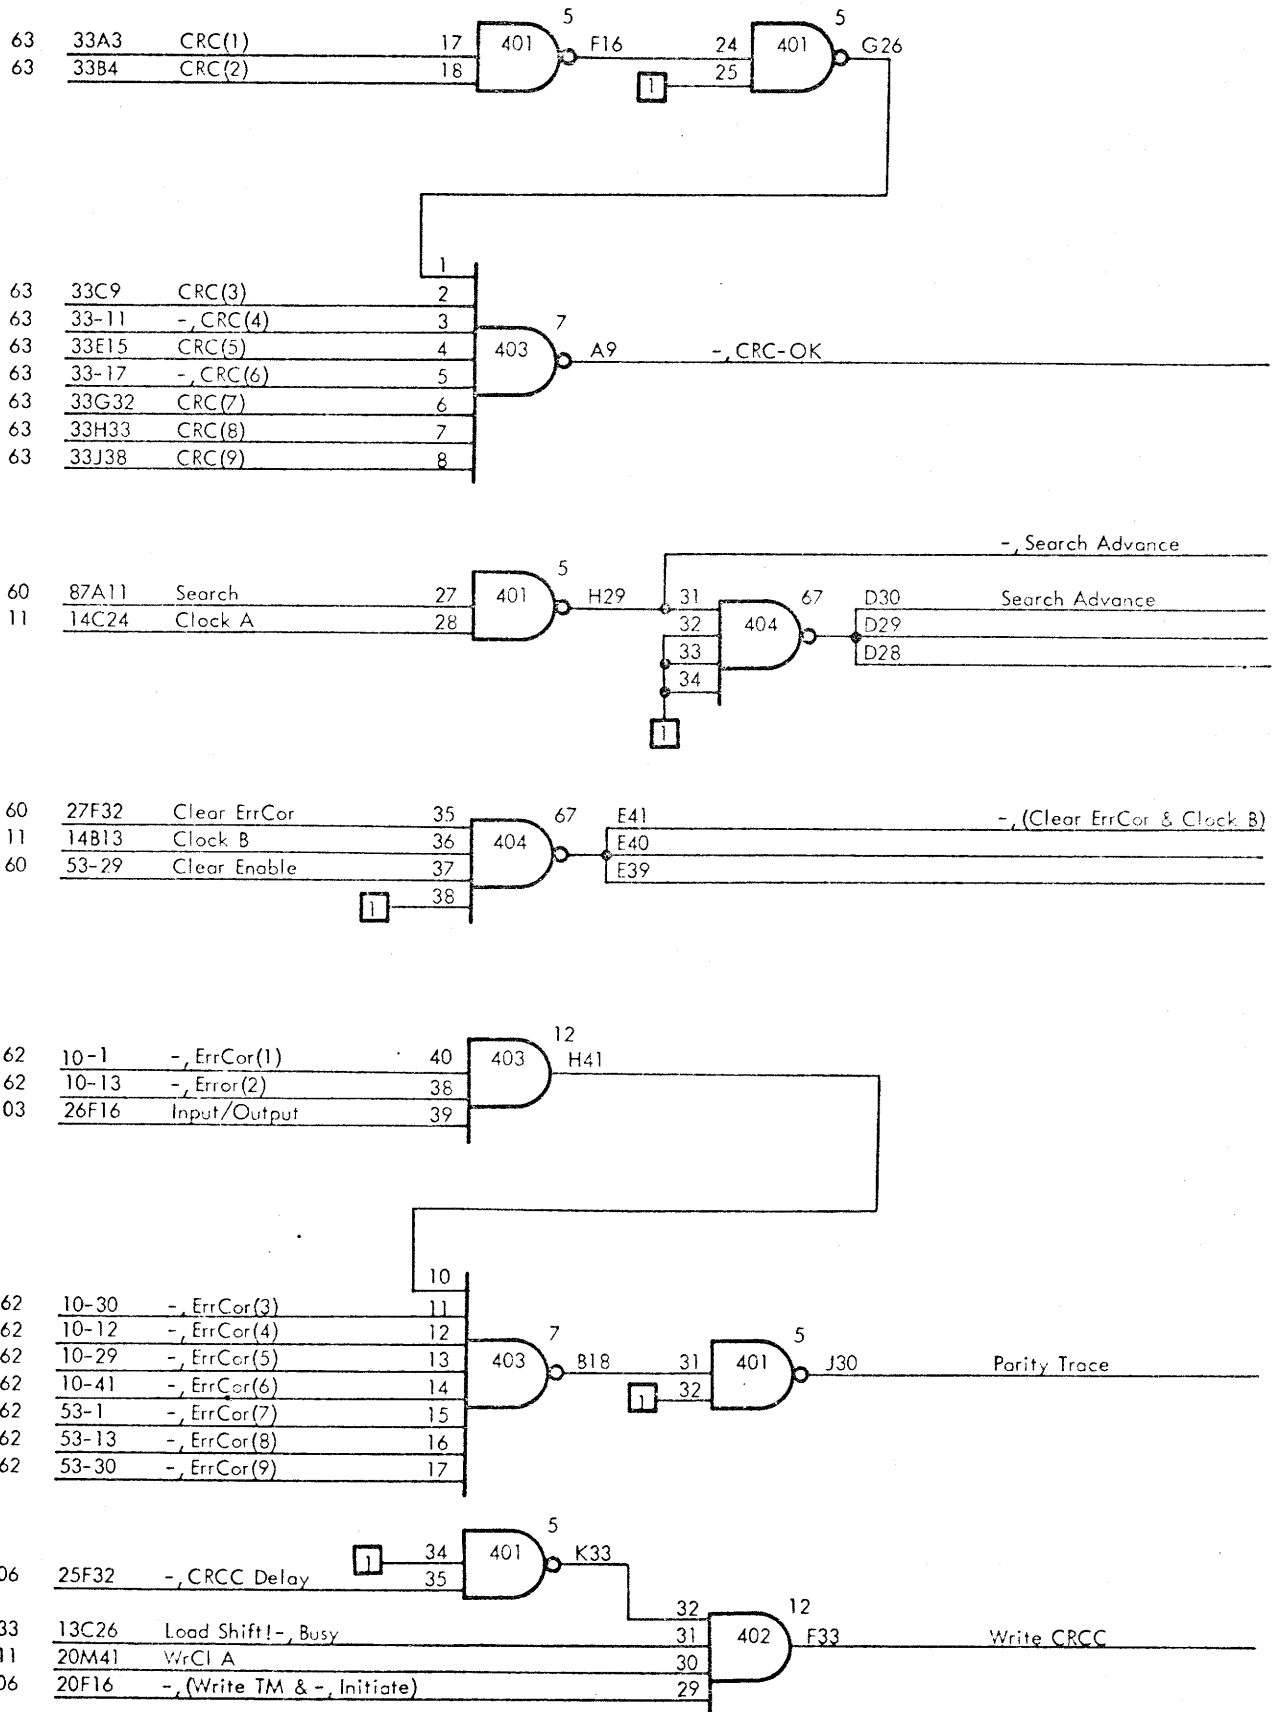 5 5
63 33A3 CRC(1) 17 401 F16 24 401 G26
63 33B4 CRC(2) 18 1 25
1
63 33C9 CRC(3) 2
63 33-11 -,CRC(4) 3 7
63 33E15 CRC(5) 4 403 A9 -,CRC-OK
63 33-17 -,CRC(6) 5
63 33G32 CRC(7) 6
63 33H33 CRC(8) 7
63 33J38 CRC(9) 8
-,Search Advance
5
60 87A11 Search 27 401 H29 31 67 D30 Search Advance
11 14C24 Clock A 28 32 404 D29
33 D28
34
1
60 27F32 Clear ErrCor 35 67 E41 -,(Clear ErrCor & Clock B)
11 14B13 Clock B 36 404 E40
60 53-29 Clear Enable 37 E39
1 38
12
62 10-1 -,ErrCor(1) 40 403 H41
62 10-13 -,Error(2) 38
03 26F16 Input/Output 39
10
62 10-30 -,ErrCor(3) 11
62 10-12 -,ErrCor(4) 12 7 5
62 10-29 -,ErrCor(5) 13 403 B18 31 401 J30 Parity Trace
62 10-41 -,ErrCor(6) 14 1 32
62 53-1 -,ErrCor(7) 15
62 53-13 -,ErrCor(8) 16
62 53-30 -,ErrCor(9) 17
5
1 34 401 K33
06 25F32 -,CRCC Delay 35
32 12
33 13C26 Load Shift!-,Busy 31 402 F33 Write CRCC
11 20M41 WrCl A 30
06 20F16 -,(Write TM & -,Initiate) 29